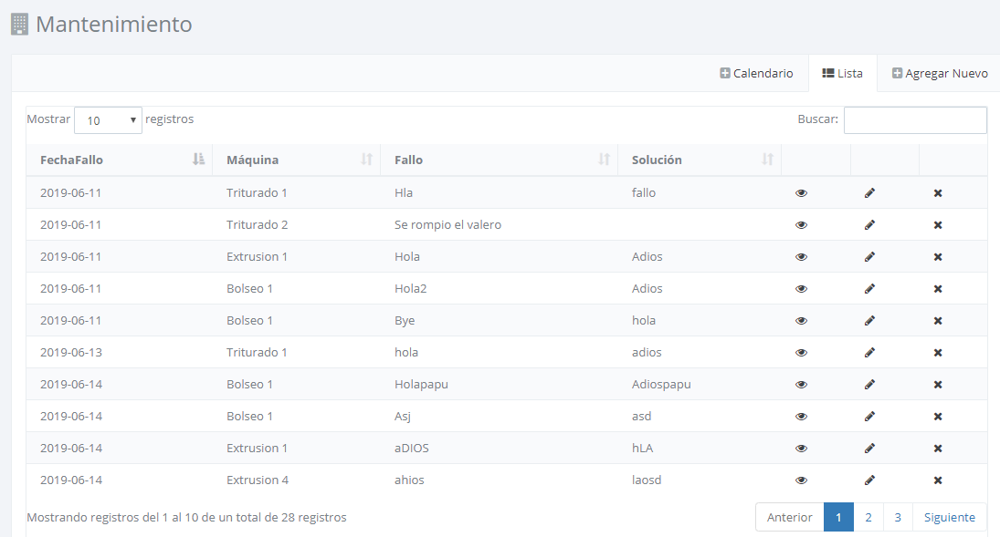 Mantenimiento
Calendario Lista Agregar Nuevo
Mostrar 10 registros Buscar:
FechaFallo Máquina Fallo Solución
2019-06-11 Triturado 1 Hla fallo
2019-06-11 Triturado 2 Se rompio el valero
2019-06-11 Extrusion 1 Hola Adios
2019-06-11 Bolseo 1 Hola2 Adios
2019-06-11 Bolseo 1 Bye hola
2019-06-13 Triturado 1 hola adios
2019-06-14 Bolseo 1 Holapapu Adiospapu
2019-06-14 Bolseo 1 Asj asd
2019-06-14 Extrusion 1 aDIOS hLA
2019-06-14 Extrusion 4 ahios laosd
Mostrando registros del 1 al 10 de un total de 28 registros Anterior 1 2 3 Siguiente